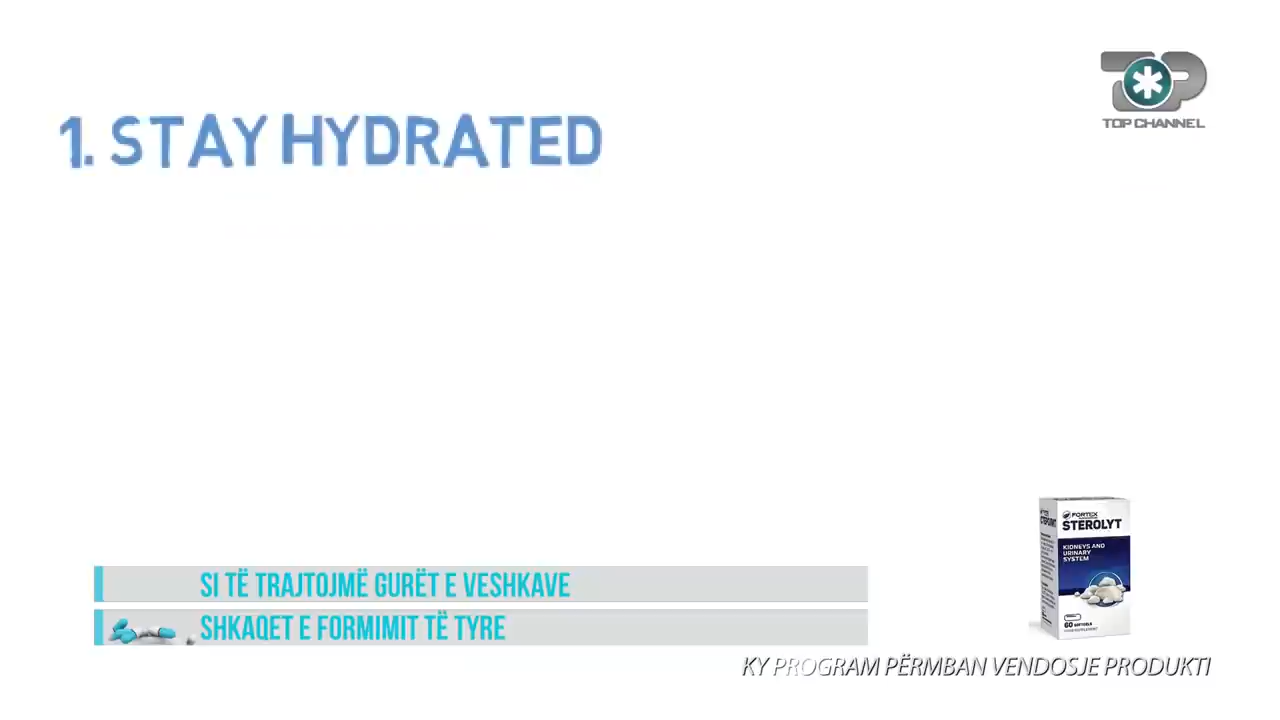 1. STAY HYDRATED
TOP CHANNEL
FORTEX
STEROLYT
KIDNEYS AND
URINARY
SYSTEM
60 SOFTGELS
SI TË TRAJTOJMË GURËT E VESHKAVE
SHKAQET E FORMIMIT TË TYRE
KY PROGRAM PËRMBAN VENDOSJE PRODUKTI